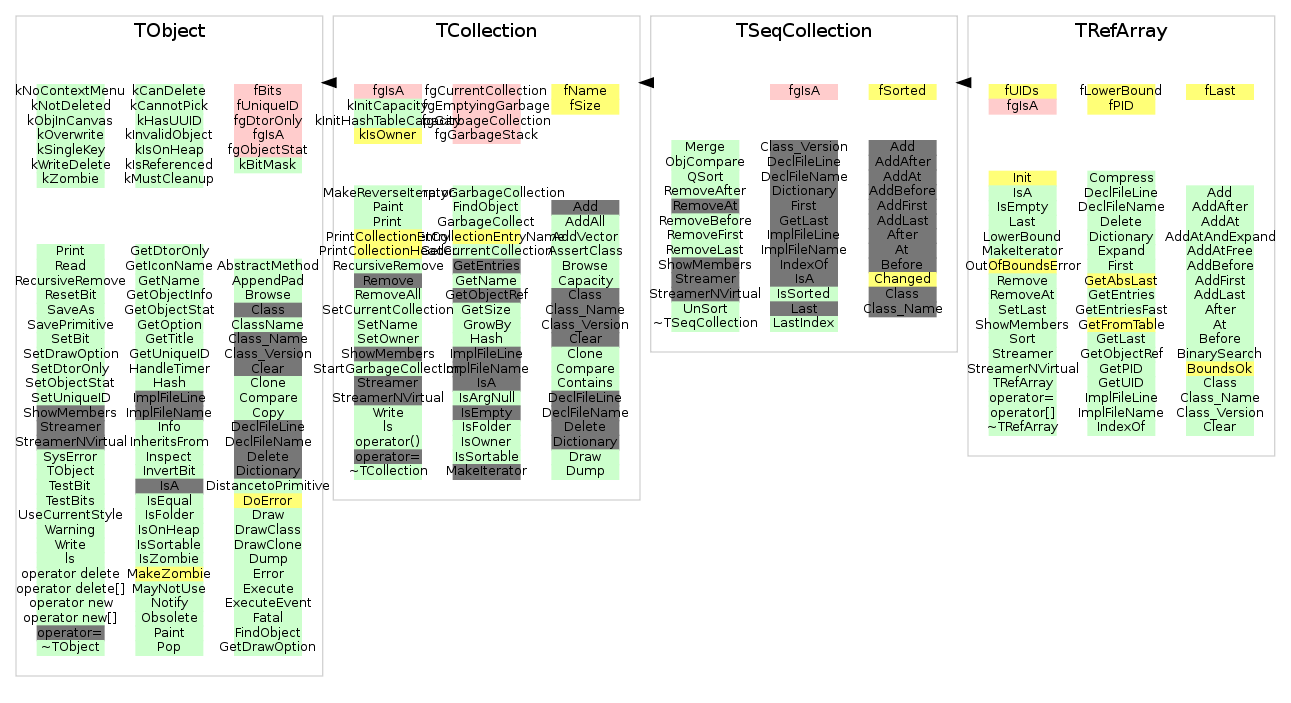 TObject
kNoContextMenu
kNotDeleted
kObjInCanvas
kOverwrite
kSingleKey
kWriteDelete
kZombie
kCanDelete
kCannotPick
kHasUUID
kInvalidObject
kIsOnHeap
kIsReferenced
kMustCleanup
fBits
fUniqueID
fgDtorOnly
fgIsA
fgObjectStat
kBitMask
Print
Read
RecursiveRemove
ResetBit
SaveAs
SavePrimitive
SetBit
SetDrawOption
SetDtorOnly
SetObjectStat
SetUniqueID
ShowMembers
Streamer
StreamerNVirtual
SysError
TObject
TestBit
TestBits
UseCurrentStyle
Warning
Write
ls
operator delete
operator delete[]
operator new
operator new[]
operator=
~TObject
GetDtorOnly
GetIconName
GetName
GetObjectInfo
GetObjectStat
GetOption
GetTitle
GetUniqueID
HandleTimer
Hash
ImplFileLine
ImplFileName
Info
InheritsFrom
Inspect
InvertBit
IsA
IsEqual
IsFolder
IsOnHeap
IsSortable
IsZombie
MakeZombie
MayNotUse
Notify
Obsolete
Paint
Pop
AbstractMethod
AppendPad
Browse
Class
ClassName
Class_Name
Class_Version
Clear
Clone
Compare
Copy
DeclFileLine
DeclFileName
Delete
Dictionary
DistancetoPrimitive
DoError
Draw
DrawClass
DrawClone
Dump
Error
Execute
ExecuteEvent
Fatal
FindObject
GetDrawOption
TCollection
fgIsA
kInitCapacity
kInitHashTableCapacity
kIsOwner
fgCurrentCollection
fgEmptyingGarbage
fgGarbageCollection
fgGarbageStack
fName
fSize
MakeReverseIterator
Paint
Print
PrintCollectionEntry
PrintCollectionHeader
RecursiveRemove
Remove
RemoveAll
SetCurrentCollection
SetName
SetOwner
ShowMembers
StartGarbageCollection
Streamer
StreamerNVirtual
Write
ls
operator()
operator=
~TCollection
EmptyGarbageCollection
FindObject
GarbageCollect
GetCollectionEntryName
GetCurrentCollection
GetEntries
GetName
GetObjectRef
GetSize
GrowBy
Hash
ImplFileLine
ImplFileName
IsA
IsArgNull
IsEmpty
IsFolder
IsOwner
IsSortable
MakeIterator
Add
AddAll
AddVector
AssertClass
Browse
Capacity
Class
Class_Name
Class_Version
Clear
Clone
Compare
Contains
DeclFileLine
DeclFileName
Delete
Dictionary
Draw
Dump
TSeqCollection
fgIsA
fSorted
Merge
ObjCompare
QSort
RemoveAfter
RemoveAt
RemoveBefore
RemoveFirst
RemoveLast
ShowMembers
Streamer
StreamerNVirtual
UnSort
~TSeqCollection
Class_Version
DeclFileLine
DeclFileName
Dictionary
First
GetLast
ImplFileLine
ImplFileName
IndexOf
IsA
IsSorted
Last
LastIndex
Add
AddAfter
AddAt
AddBefore
AddFirst
AddLast
After
At
Before
Changed
Class
Class_Name
TRefArray
fUIDs
fgIsA
fLowerBound
fPID
fLast
Init
IsA
IsEmpty
Last
LowerBound
MakeIterator
OutOfBoundsError
Remove
RemoveAt
SetLast
ShowMembers
Sort
Streamer
StreamerNVirtual
TRefArray
operator=
operator[]
~TRefArray
Compress
DeclFileLine
DeclFileName
Delete
Dictionary
Expand
First
GetAbsLast
GetEntries
GetEntriesFast
GetFromTable
GetLast
GetObjectRef
GetPID
GetUID
ImplFileLine
ImplFileName
IndexOf
Add
AddAfter
AddAt
AddAtAndExpand
AddAtFree
AddBefore
AddFirst
AddLast
After
At
Before
BinarySearch
BoundsOk
Class
Class_Name
Class_Version
Clear